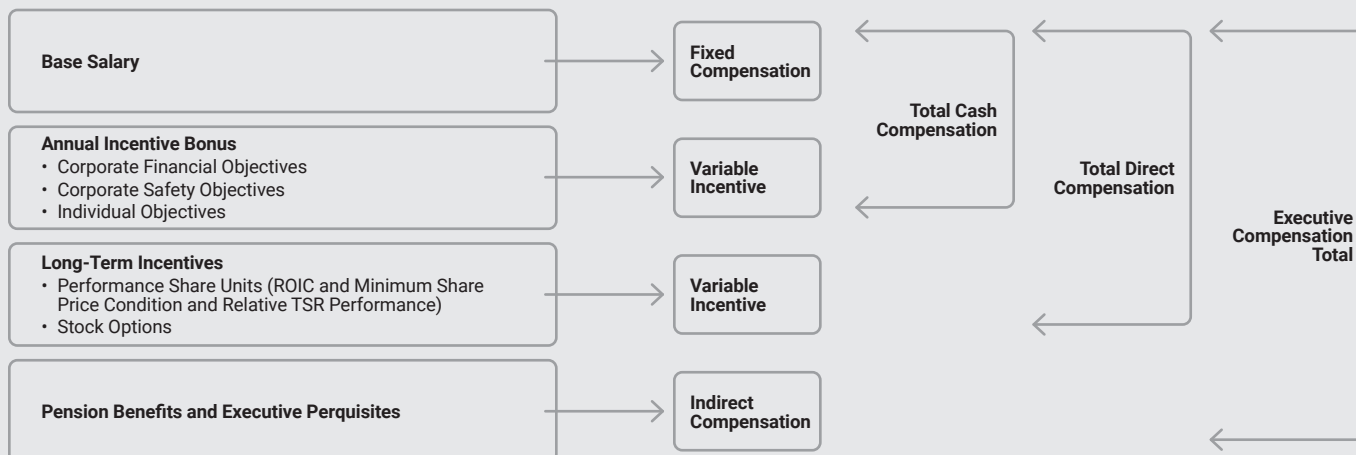 Base Salary
Fixed
Compensation
Annual Incentive Bonus
• Corporate Financial Objectives
• Corporate Safety Objectives
• Individual Objectives
Variable
Incentive
Long-Term Incentives
• Performance Share Units (ROIC and Minimum Share
Price Condition and Relative TSR Performance)
• Stock Options
Variable
Incentive
Pension Benefits and Executive Perquisites
Indirect
Compensation
Total Cash
Compensation
Total Direct
Compensation
Executive
Compensation
Total